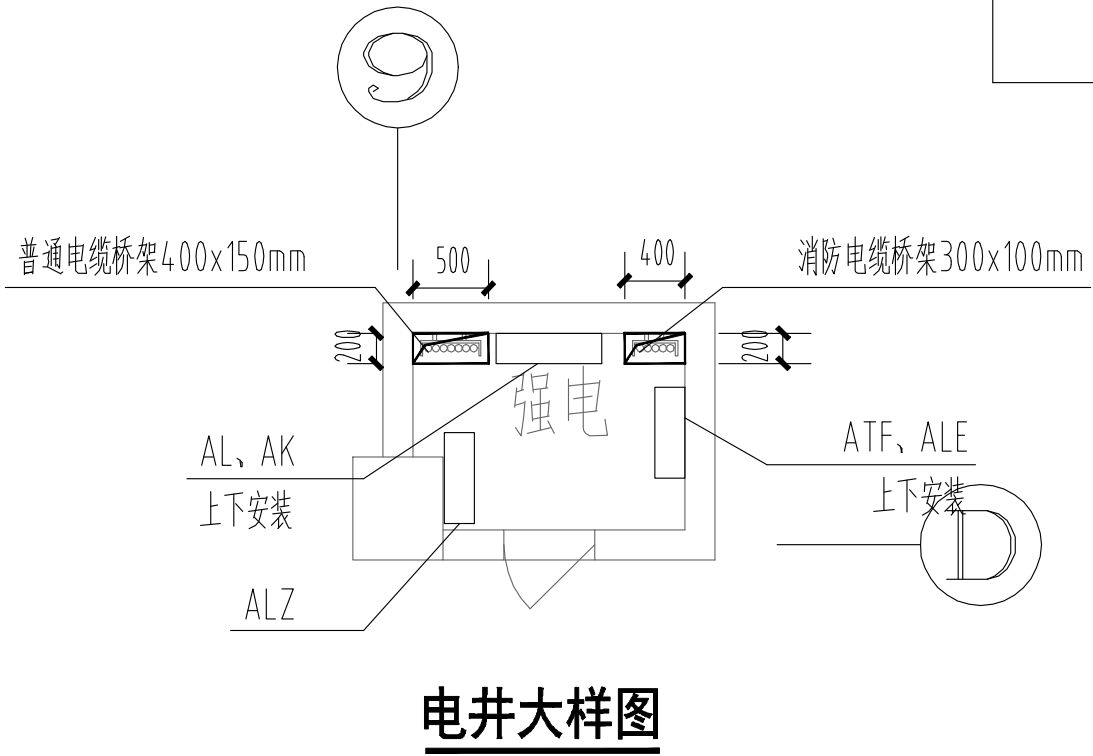 9
普通电缆桥架400x150mm
500
400
消防电缆桥架300x100mm
200
200
强电
AL、AK
上下安装
ATF、ALE
上下安装
D
ALZ
电井大样图